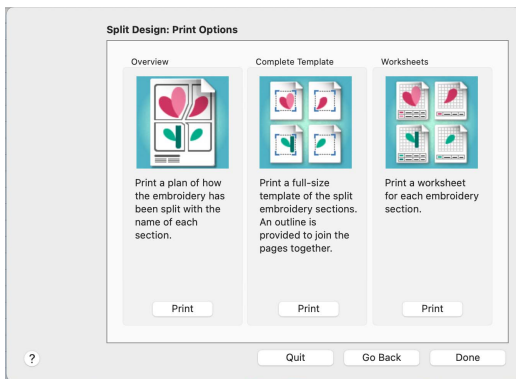 Split Design: Print Options
Overview
Print a plan of how
the embroidery has
been split with the
name of each
section.
Print
Complete Template
Print a full-size
template of the split
embroidery sections.
An outline is
provided to join the
pages together.
Print
Worksheets
Print a worksheet
for each embroidery
section.
Print
?
Quit
Go Back
Done